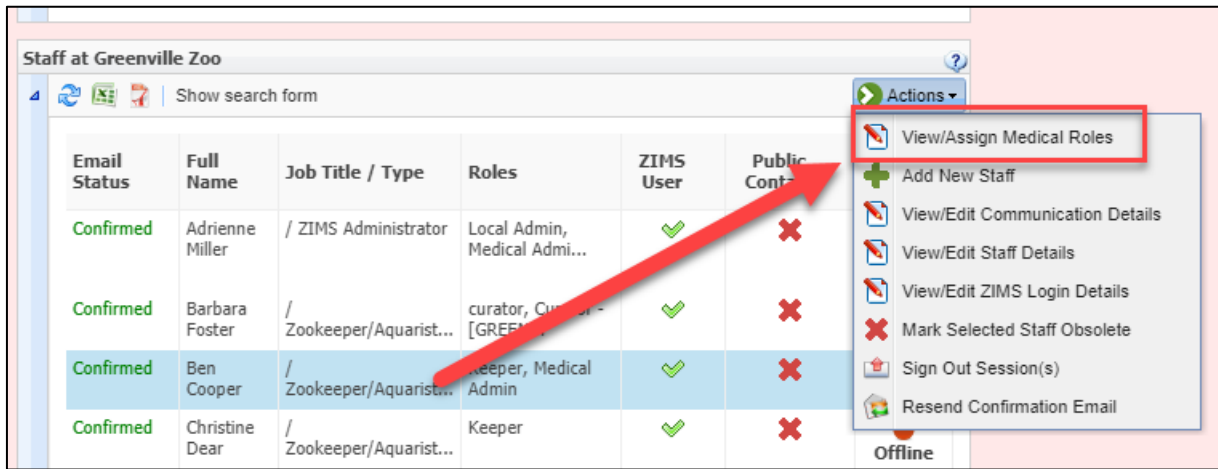 Staff at Greenville Zoo
Show search form
Actions
Email Status
Full Name
Job Title / Type
Roles
ZIMS User
Public
Confirmed
Adrienne Miller
/ ZIMS Administrator
Local Admin, Medical Admi...
Confirmed
Barbara Foster
/ Zookeeper/Aquarist...
curator,
Confirmed
Ben Cooper
/ Zookeeper/Aquarist...
Keeper, Medical Admin
Confirmed
Christine Dear
/ Zookeeper/Aquarist...
Keeper
Offline
View/Assign Medical Roles
Add New Staff
View/Edit Communication Details
View/Edit Staff Details
View/Edit ZIMS Login Details
Mark Selected Staff Obsolete
Sign Out Session(s)
Resend Confirmation Email